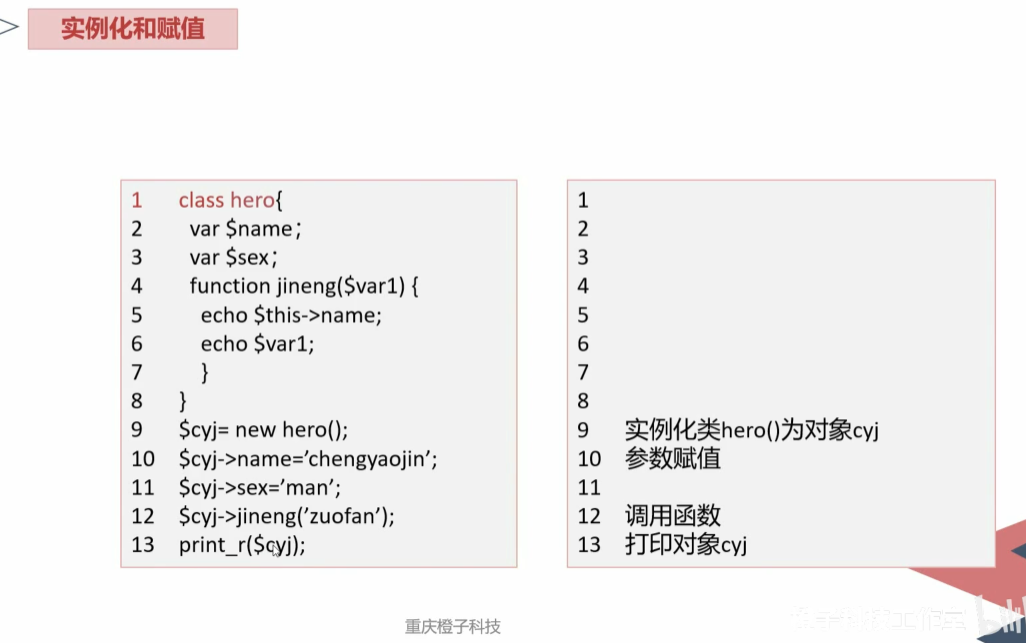 实例化和赋值
1 class hero{
2 var $name；
3 var $sex；
4 function jineng($var1) {
5 echo $this->name;
6 echo $var1;
7 }
8 }
9 $cyj= new hero();
10 $cyj->name=’chengyaojin’;
11 $cyj->sex=’man’;
12 $cyj->jineng(’zuofan’);
13 print_r($cyj);
1
2
3
4
5
6
7
8
9 实例化类hero()为对象cyj
10 参数赋值
11
12 调用函数
13 打印对象cyj
重庆橙子科技